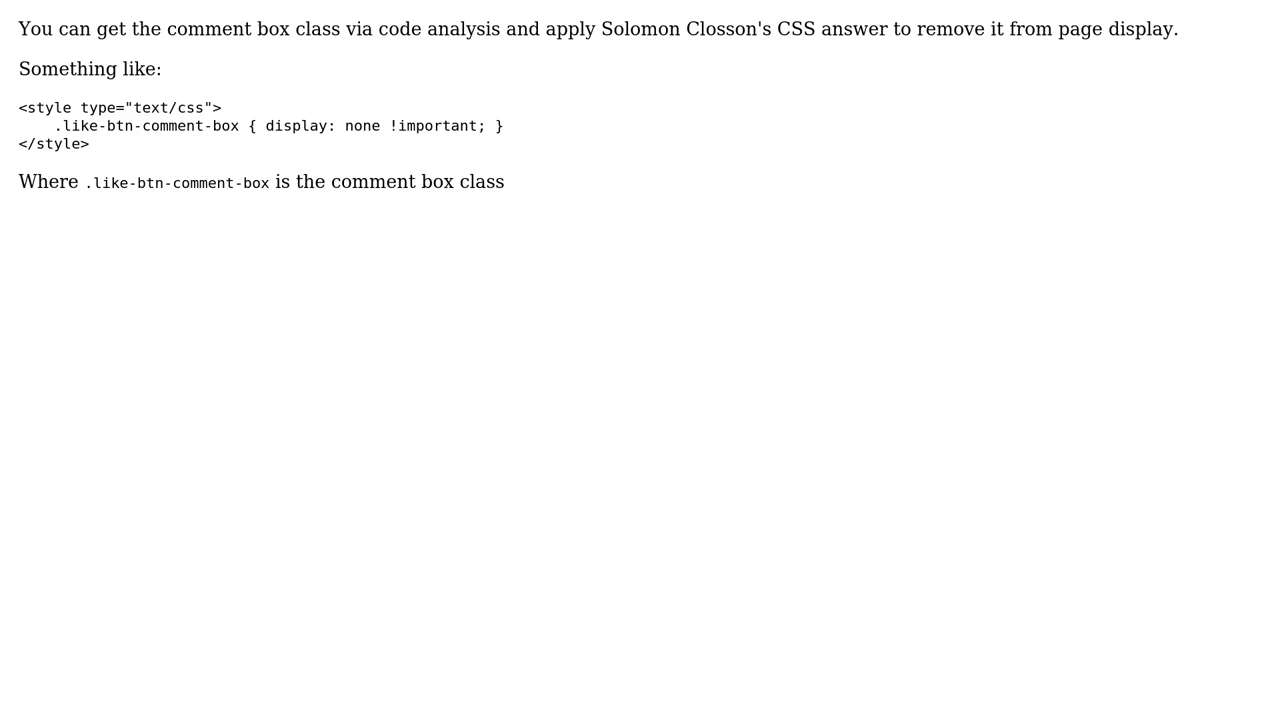 You can get the comment box class via code analysis and apply Solomon Closson's CSS answer to remove it from page display.
Something like:
<style type="text/css">
    .like-btn-comment-box { display: none !important; }
</style>
Where .like-btn-comment-box is the comment box class